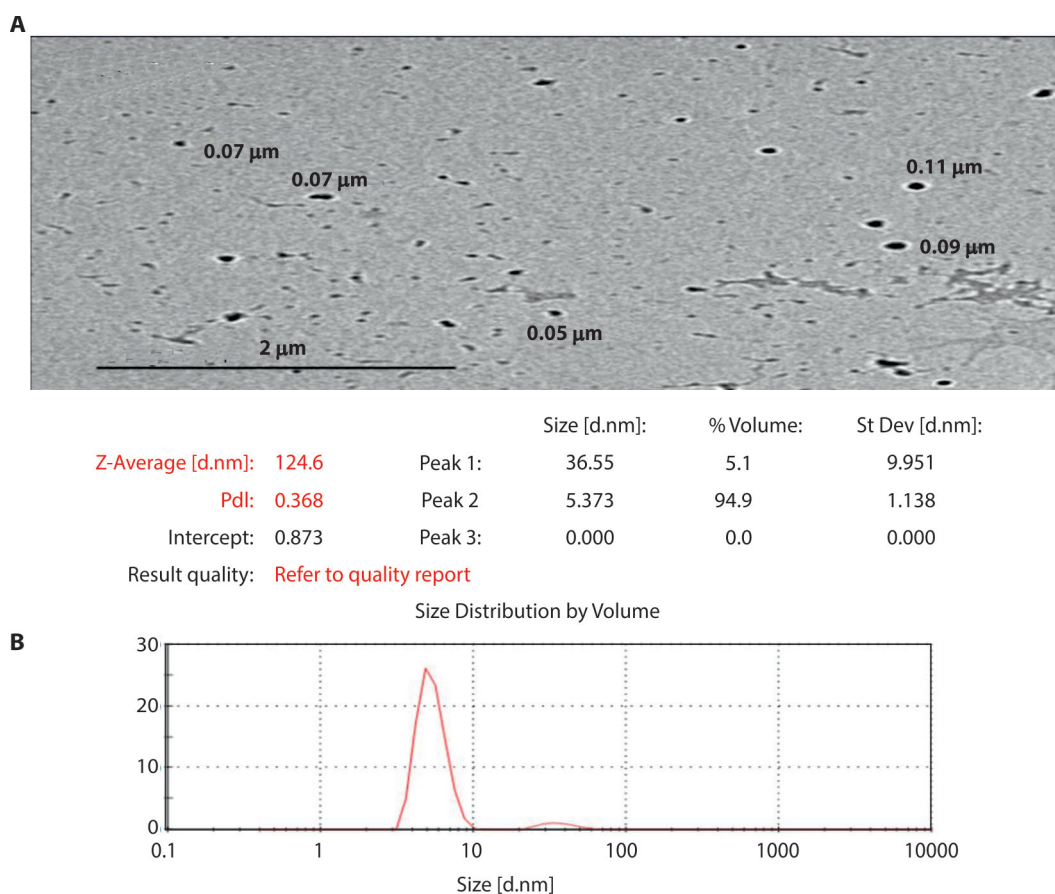 A
0.07 µm
0.07 µm
0.11 µm
0.09 µm
0.05 µm
2 µm
Size [d.nm]: % Volume: St Dev [d.nm]:
Z-Average [d.nm]: 124.6 Peak 1: 36.55 5.1 9.951
Pdl: 0.368 Peak 2 5.373 94.9 1.138
Intercept: 0.873 Peak 3: 0.000 0.0 0.000
Result quality: Refer to quality report
Size Distribution by Volume
B
30
20
10
0
0.1 1 10 100 1000 10000
Size [d.nm]